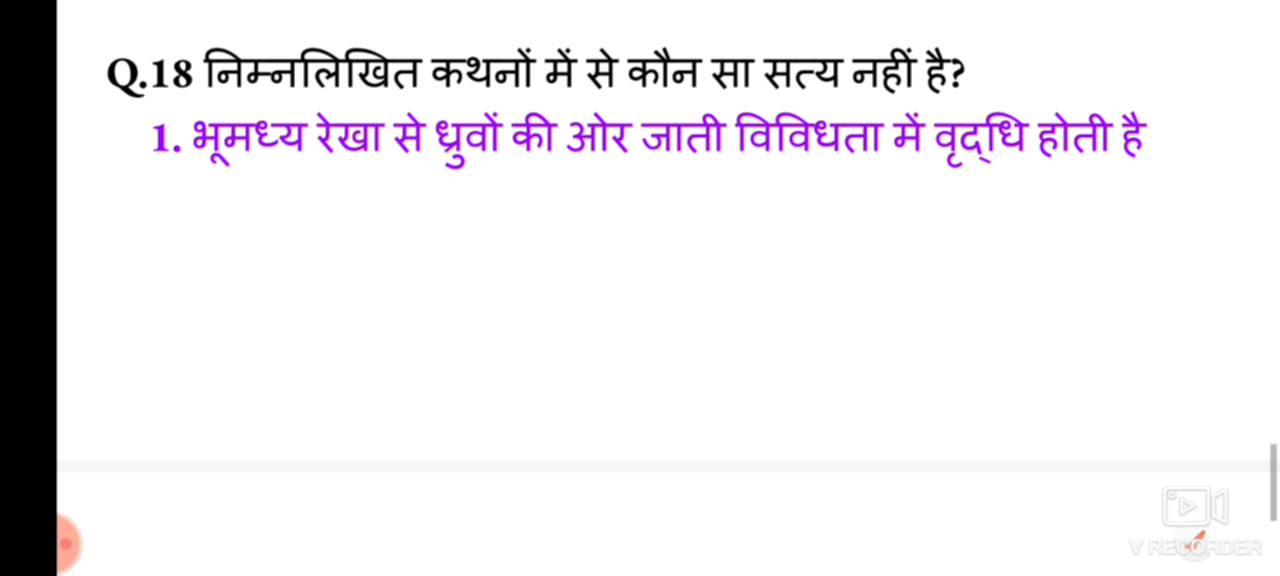 Q.18 निम्नलिखित कथनों में से कौन सा सत्य नहीं है?
1. भूमध्य रेखा से ध्रुवों की ओर जाती विविधता में वृद्धि होती है
V RECORDER